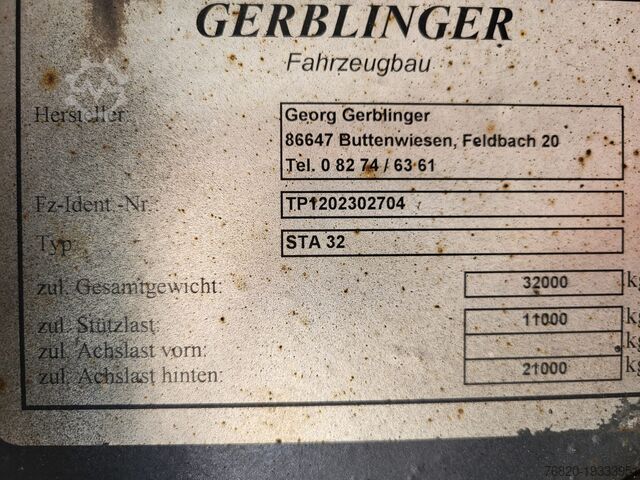 GERBLINGER
Fahrzeugbau
Hersteller: Georg Gerblinger
86647 Buttenwiesen, Feldbach 20
Tel. 0 82 74 / 63 61
Fz-Ident.-Nr.: TP1202302704
Typ: STA 32
zul. Gesamtgewicht: 32000 kg
zul. Stützlast: 11000 kg
zul. Achslast vorn: kg
zul. Achslast hinten: 21000 kg